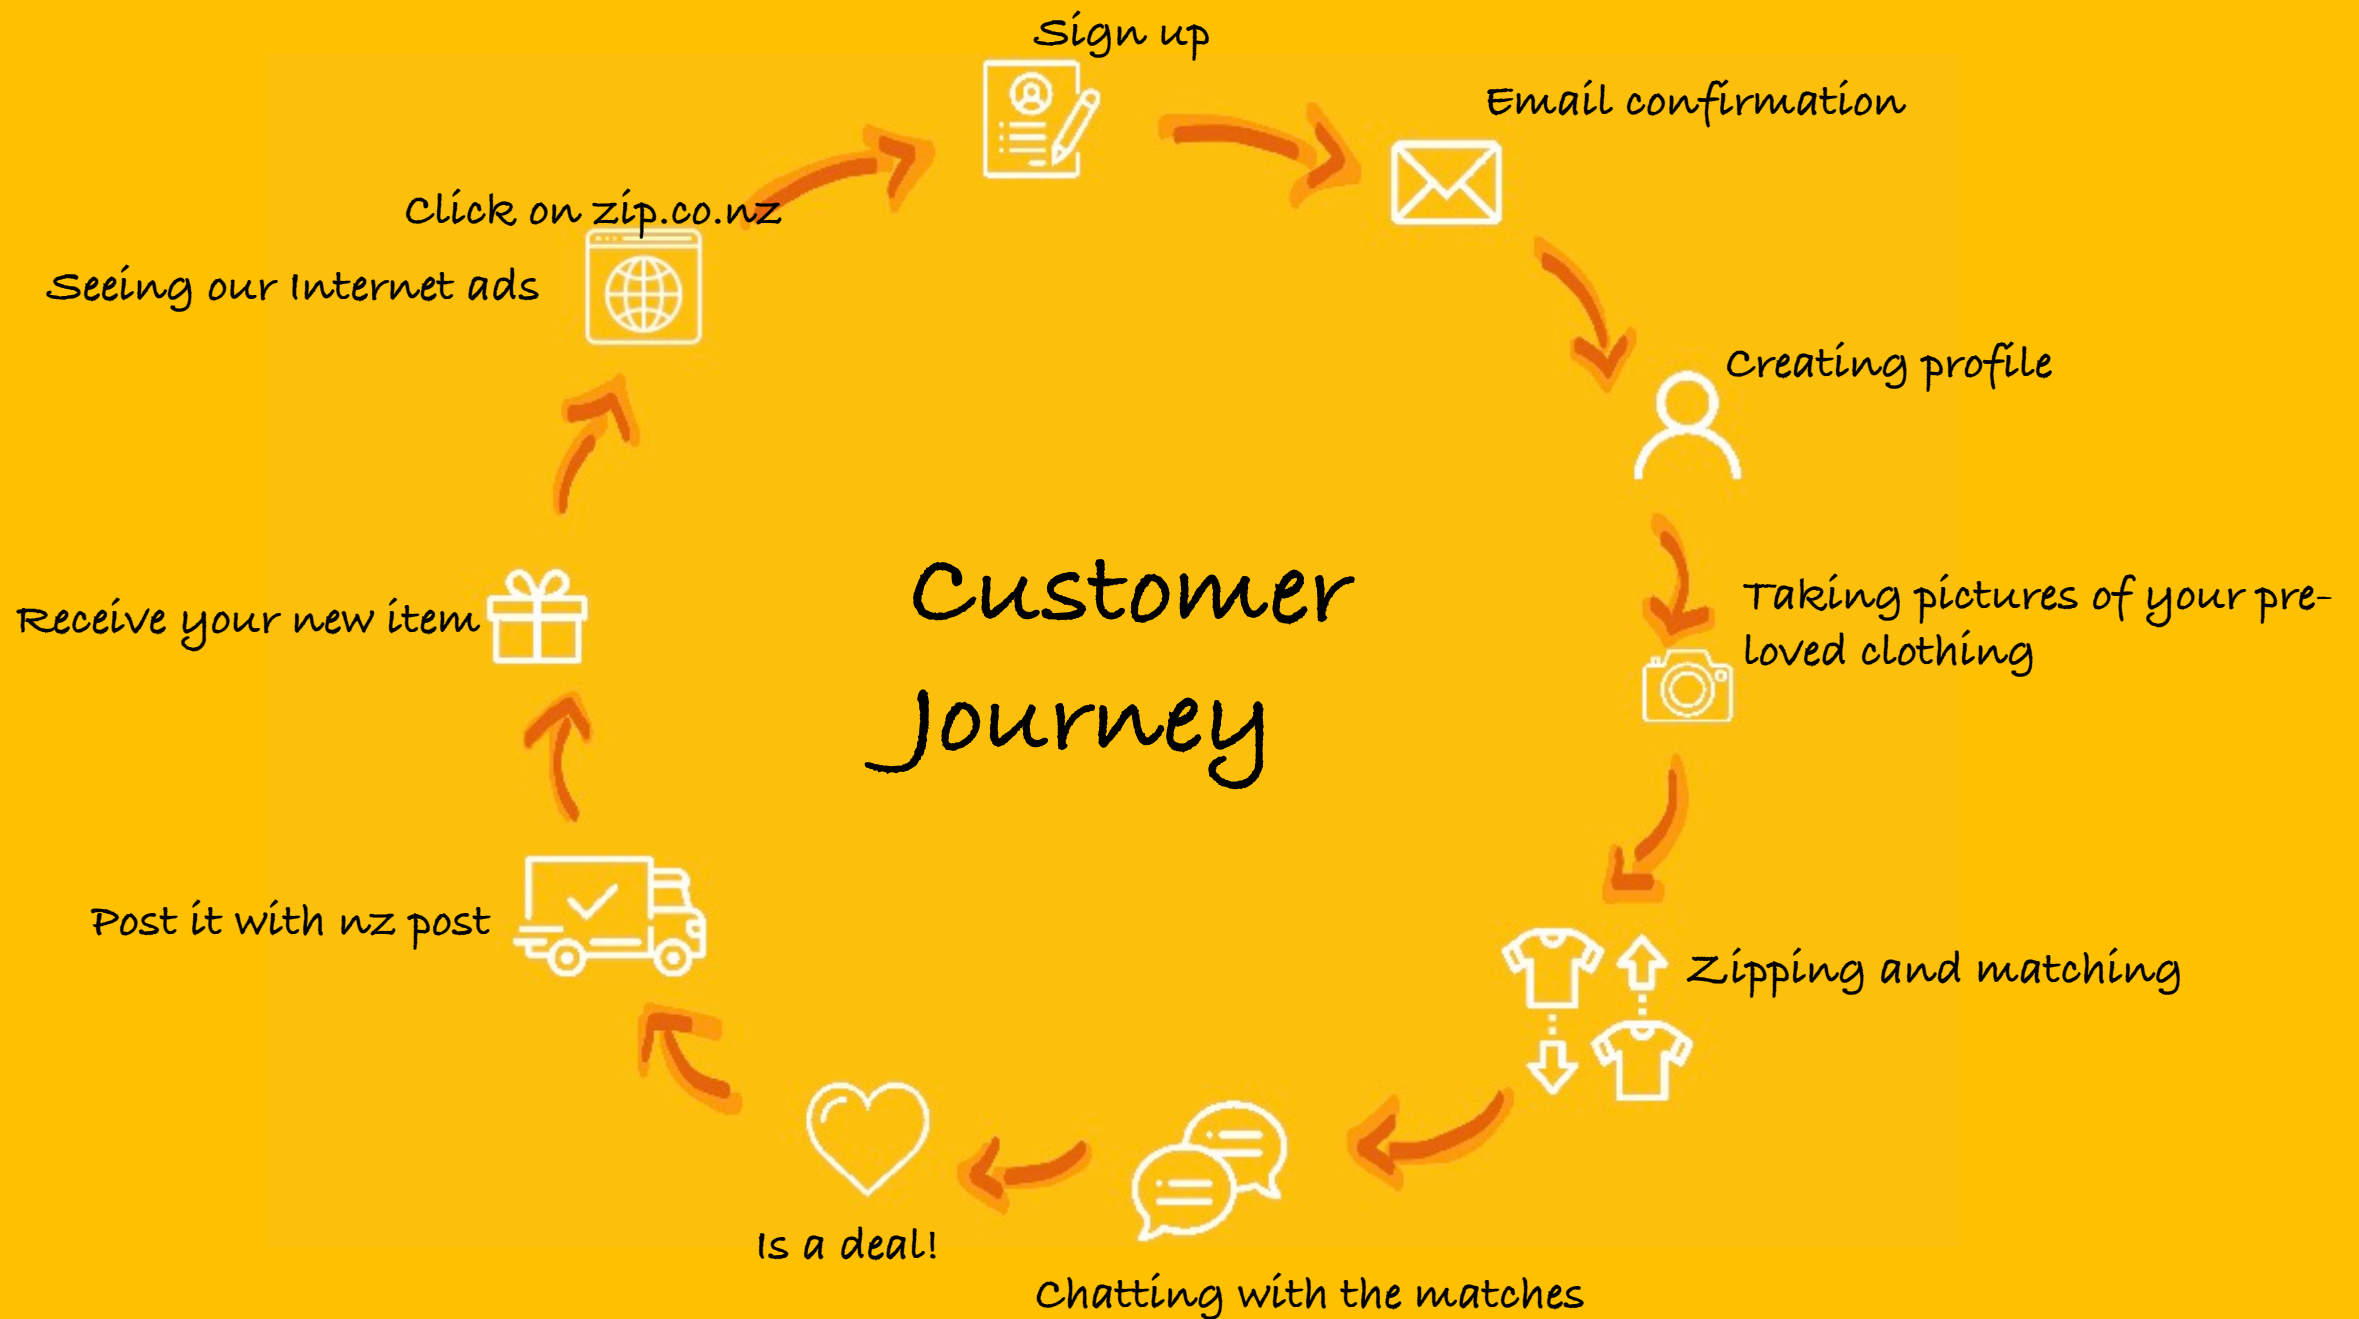 Sign up
Email confirmation
Click on zip.co.nz
Seeing our Internet ads
Creating profile
Customer
Journey
Receive your new item
Taking pictures of your pre-
loved clothing
Post it with nz post
Zipping and matching
Is a deal!
Chatting with the matches